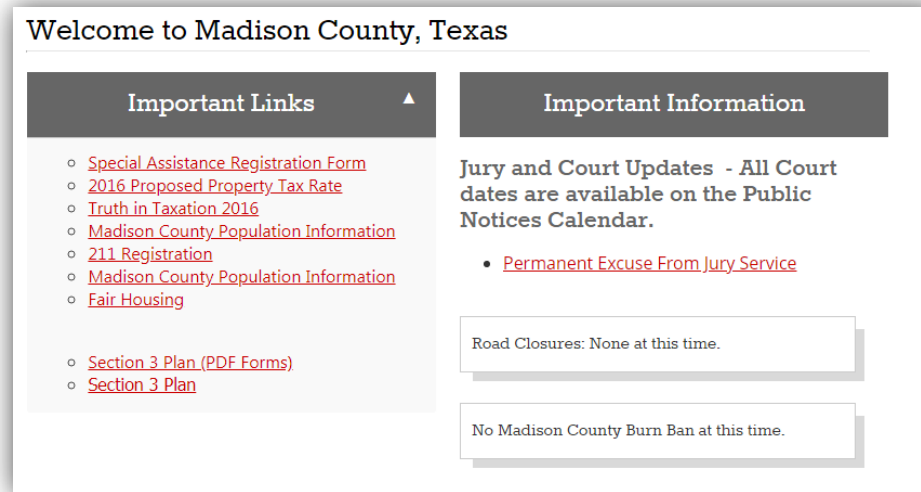 Welcome to Madison County, Texas
Important Links ▲
Special Assistance Registration Form
2016 Proposed Property Tax Rate
Truth in Taxation 2016
Madison County Population Information
211 Registration
Madison County Population Information
Fair Housing
Section 3 Plan (PDF Forms)
Section 3 Plan
Important Information
Jury and Court Updates - All Court
dates are available on the Public
Notices Calendar.
Permanent Excuse From Jury Service
Road Closures: None at this time.
No Madison County Burn Ban at this time.